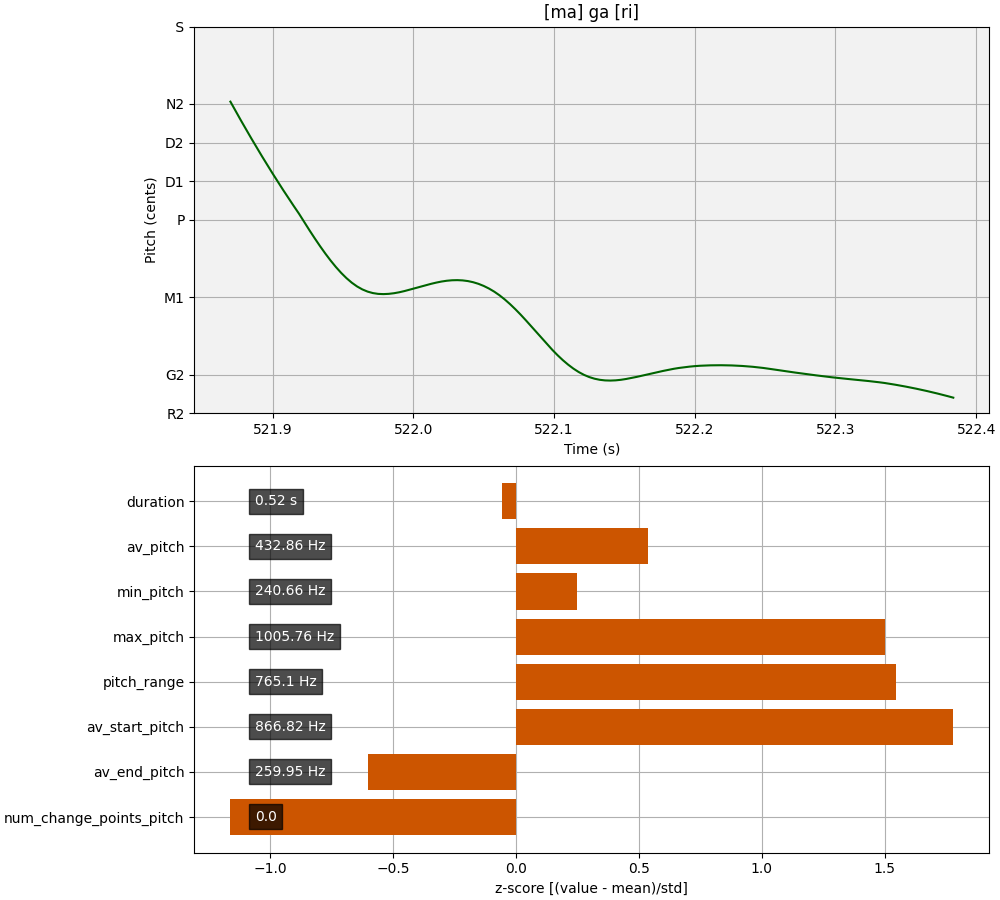 [ma] ga [ri]
S
N2
D2
D1
P
M1
G2
R2
Pitch (cents)
521.9 522.0 522.1 522.2 522.3 522.4
Time (s)
duration 0.52 s
av_pitch 432.86 Hz
min_pitch 240.66 Hz
max_pitch 1005.76 Hz
pitch_range 765.1 Hz
av_start_pitch 866.82 Hz
av_end_pitch 259.95 Hz
num_change_points_pitch 0.0
−1.0 −0.5 0.0 0.5 1.0 1.5
z-score [(value - mean)/std]